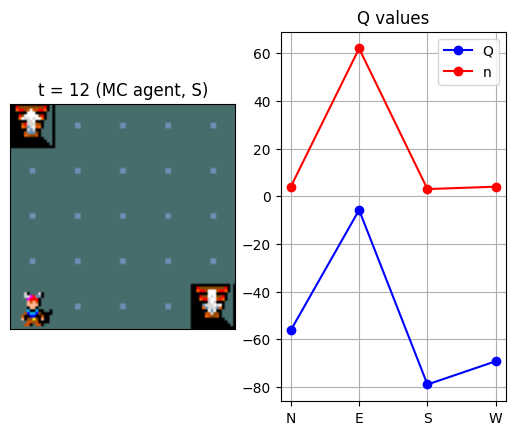 t = 12 (MC agent, S)
Q values
Q
n
60
40
20
0
−20
−40
−60
−80
N E S W